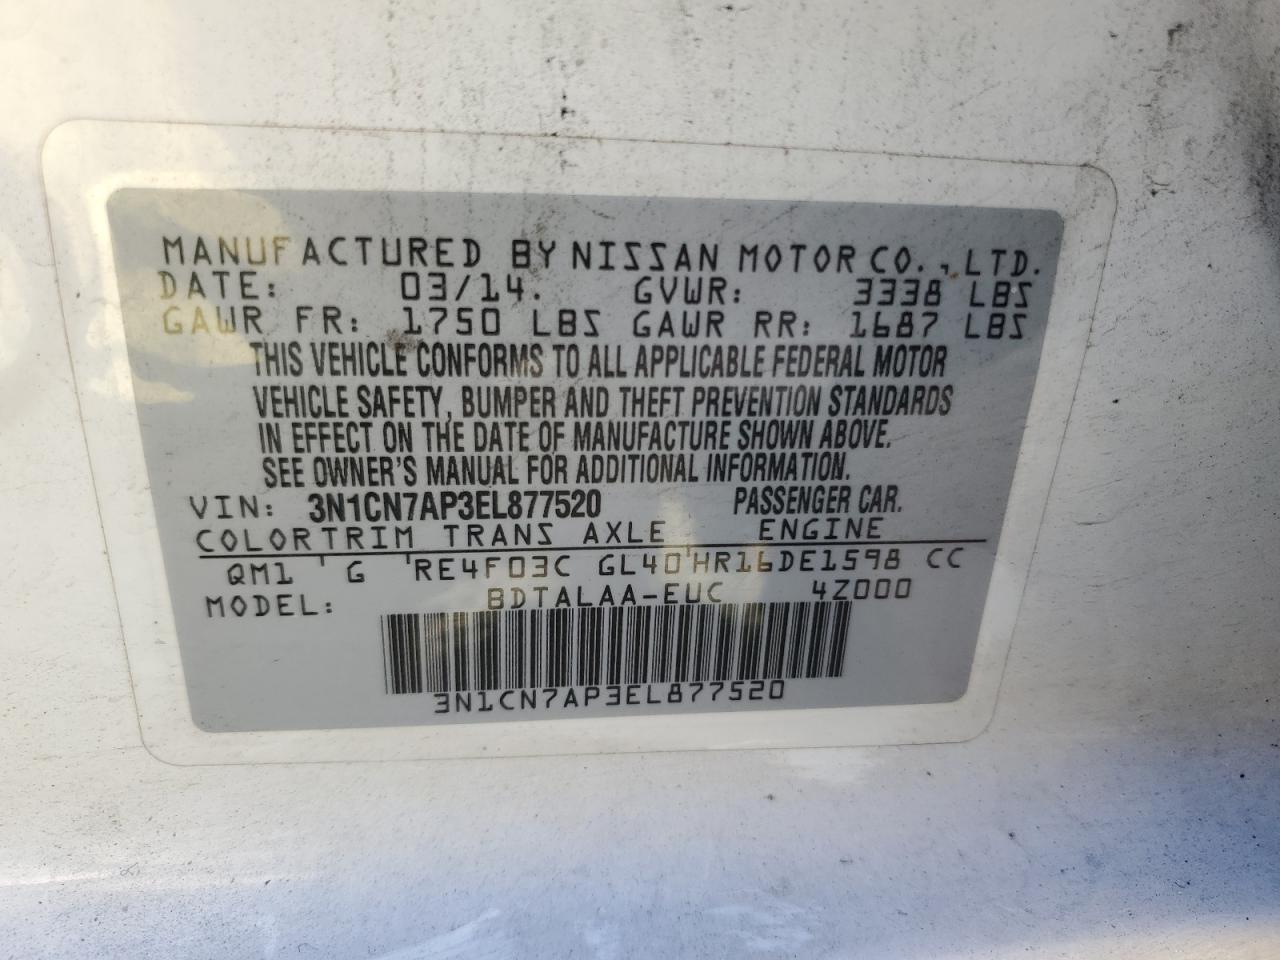 MANUFACTURED BY NISSAN MOTOR CO., LTD.
DATE: 03/14. GVWR: 3338 LBS
GAWR FR: 1750 LBS GAWR RR: 1687 LBS
THIS VEHICLE CONFORMS TO ALL APPLICABLE FEDERAL MOTOR
VEHICLE SAFETY, BUMPER AND THEFT PREVENTION STANDARDS
IN EFFECT ON THE DATE OF MANUFACTURE SHOWN ABOVE.
SEE OWNER'S MANUAL FOR ADDITIONAL INFORMATION.
VIN: 3N1CN7AP3EL877520 PASSENGER CAR.
COLORTRIM TRANS AXLE ENGINE
QM1 ' G ' RE4F03C GL40'HR16DE1598 CC
MODEL: BDTALAA-EUC 4Z000
3N1CN7AP3EL877520